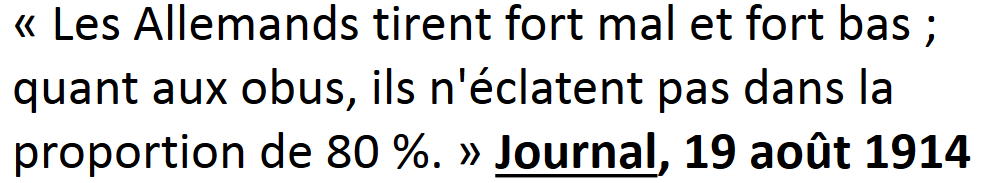 « Les Allemands tirent fort mal et fort bas ;
quant aux obus, ils n'éclatent pas dans la
proportion de 80 %. » Journal, 19 août 1914